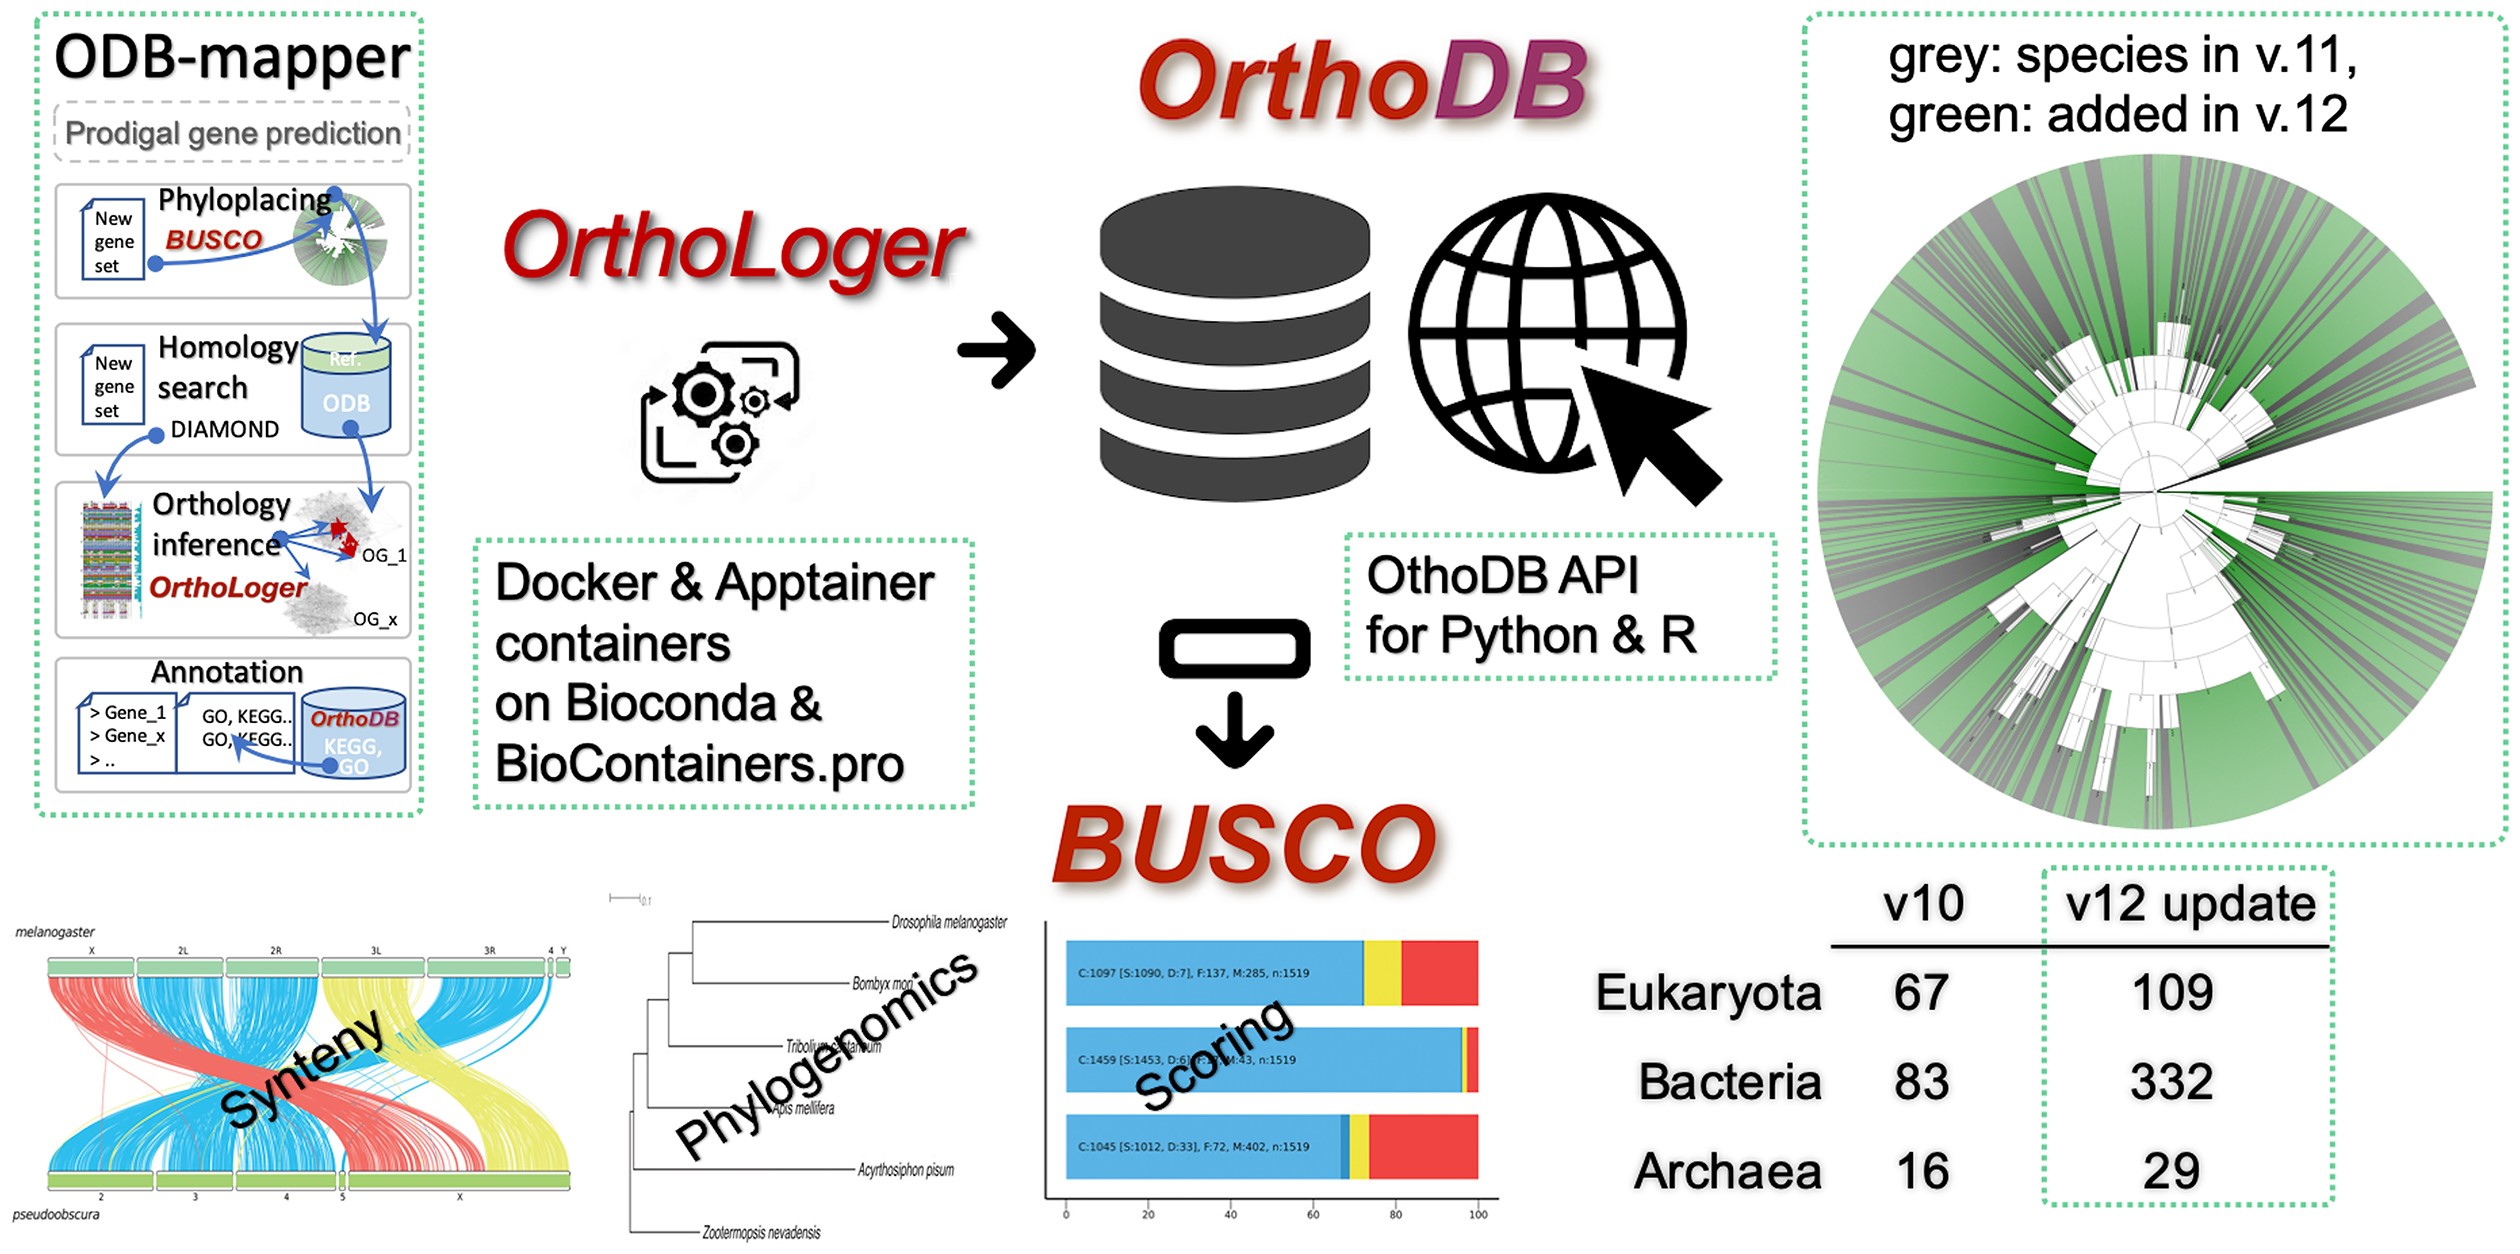 ODB-mapper
Prodigal gene prediction
Phyloplacing
BUSCO
New
gene
set
Homology
search
DIAMOND
New
gene
set
Ref.
ODB
Orthology
inference
OrthoLoger
OG_1
OG_x
Annotation
> Gene_1
> Gene_x
> ..
GO, KEGG..
GO, KEGG..
OrthoDB
KEGG,
GO
OrthoLoger
OrthoDB
Docker & Apptainer
containers
on Bioconda &
BioContainers.pro
OthoDB API
for Python & R
grey: species in v.11,
green: added in v.12
BUSCO
melanogaster
X 2L 2R 3L 3R 4 Y
Synteny
2 3 4 5 X
pseudoobscura
0.1
Drosophila melanogaster
Bombyx mori
Tribolium castaneum
Apis mellifera
Acyrthosiphon pisum
Zootermopsis nevadensis
Phylogenomics
C:1097 [S:1090, D:7], F:137, M:285, n:1519
C:1459 [S:1453, D:6], M:43, n:1519
C:1045 [S:1012, D:33], F:72, M:402, n:1519
Scoring
0 20 40 60 80 100
v10 v12 update
Eukaryota 67 109
Bacteria 83 332
Archaea 16 29